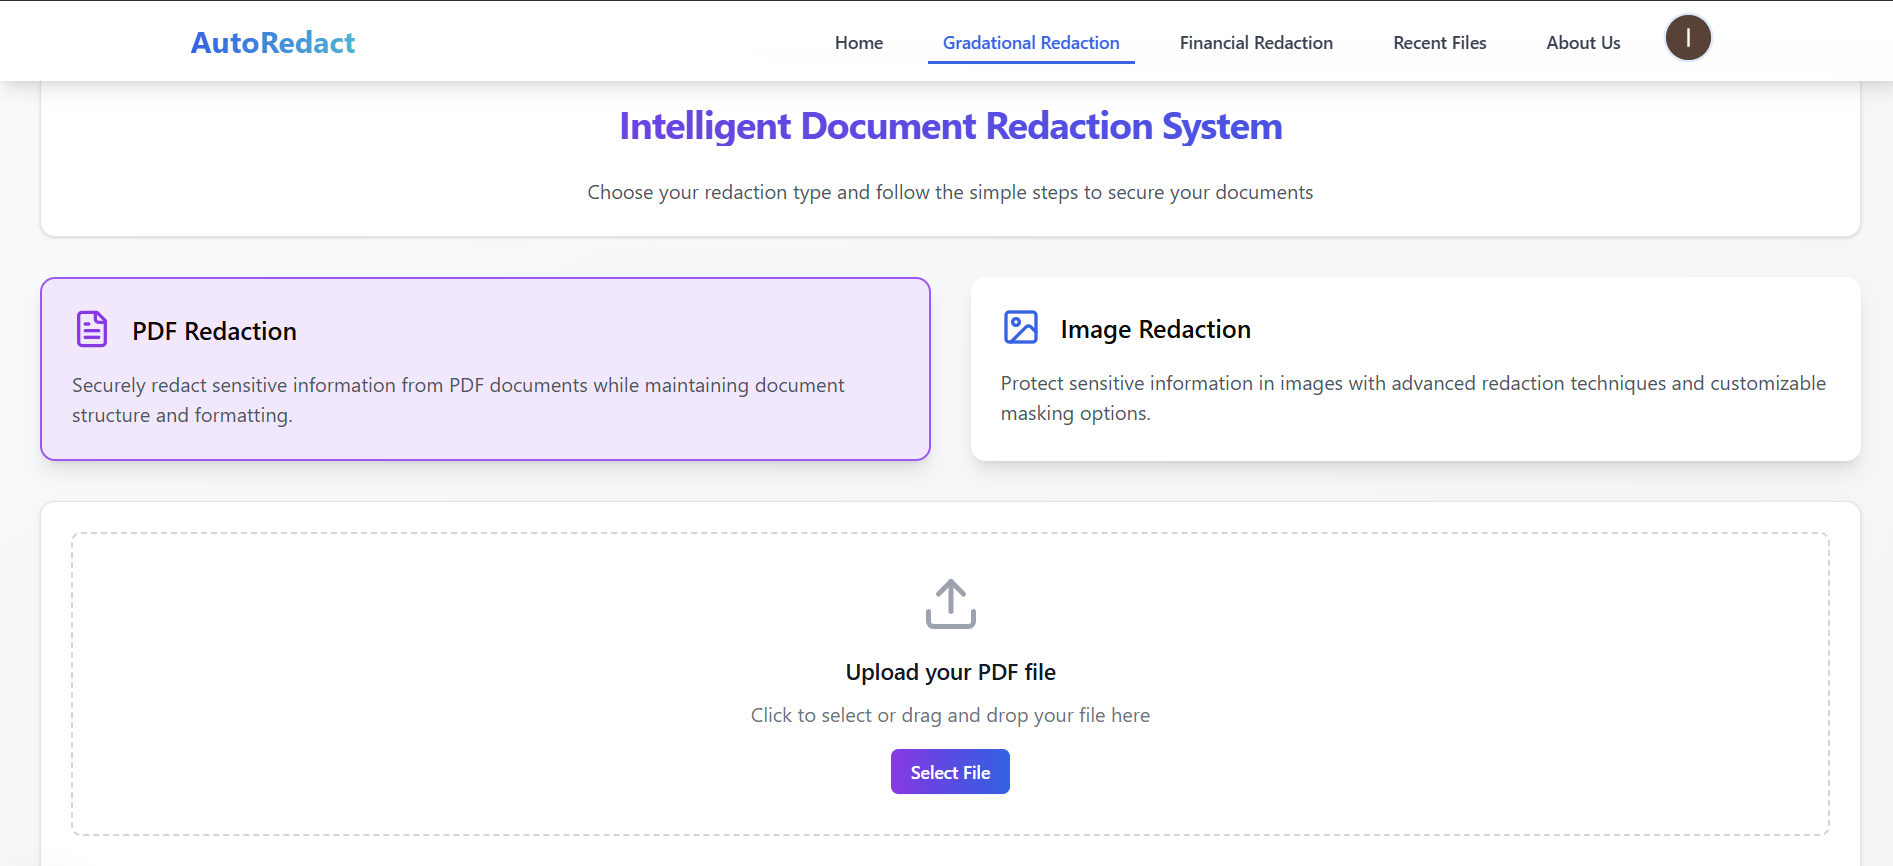 AutoRedact
Home
Gradational Redaction
Financial Redaction
Recent Files
About Us
I
Intelligent Document Redaction System
Choose your redaction type and follow the simple steps to secure your documents
PDF Redaction
Securely redact sensitive information from PDF documents while maintaining document
structure and formatting.
Image Redaction
Protect sensitive information in images with advanced redaction techniques and customizable
masking options.
Upload your PDF file
Click to select or drag and drop your file here
Select File